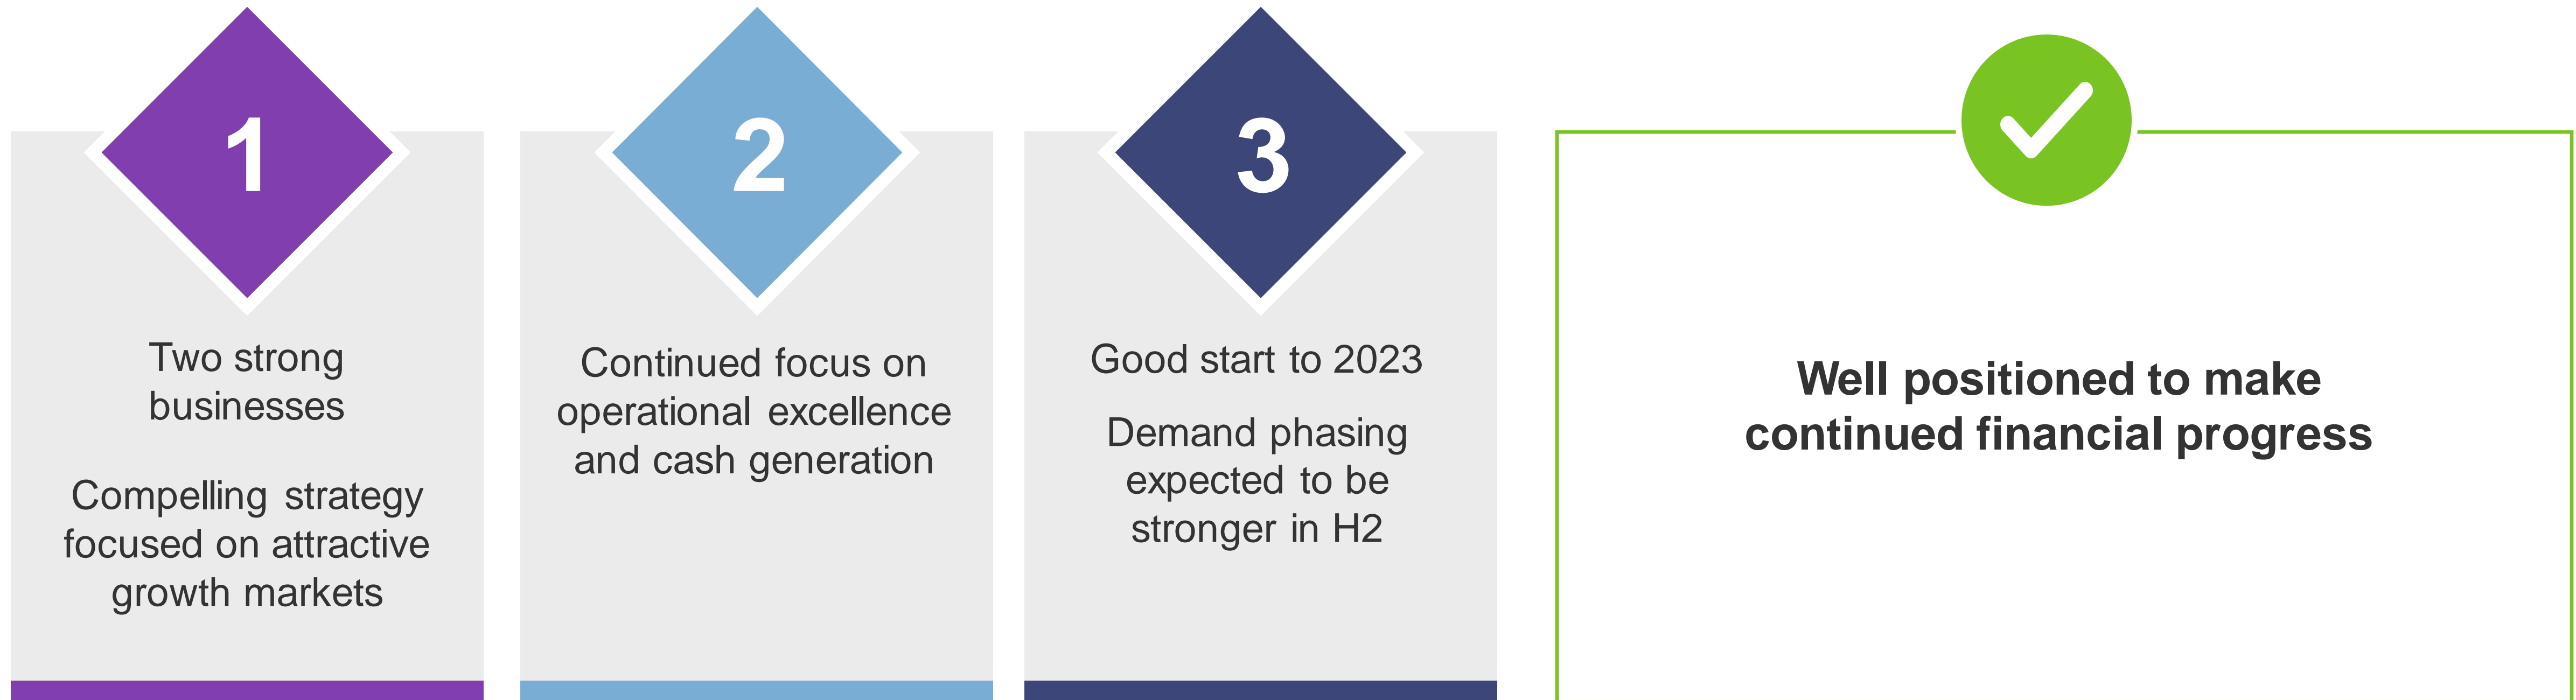 1
Two strong
businesses
Compelling strategy
focused on attractive
growth markets
2
Continued focus on
operational excellence
and cash generation
3
Good start to 2023
Demand phasing
expected to be
stronger in H2
Well positioned to make
continued financial progress